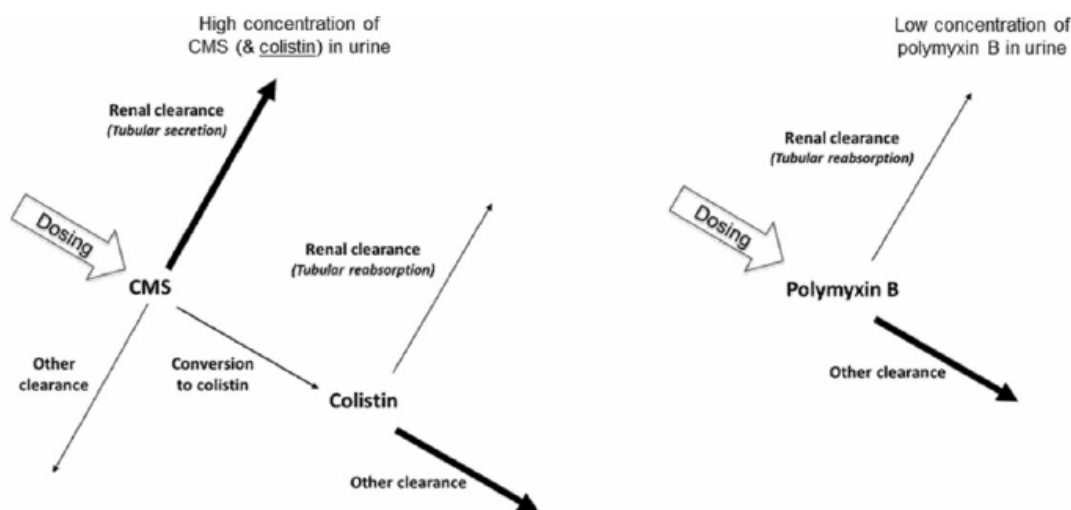 High concentration of
CMS (& colistin) in urine
Renal clearance
(Tubular secretion)
Dosing
CMS
Other
clearance
Conversion
to colistin
Renal clearance
(Tubular reabsorption)
Colistin
Other clearance
Low concentration of
polymyxin B in urine
Renal clearance
(Tubular reabsorption)
Dosing
Polymyxin B
Other clearance